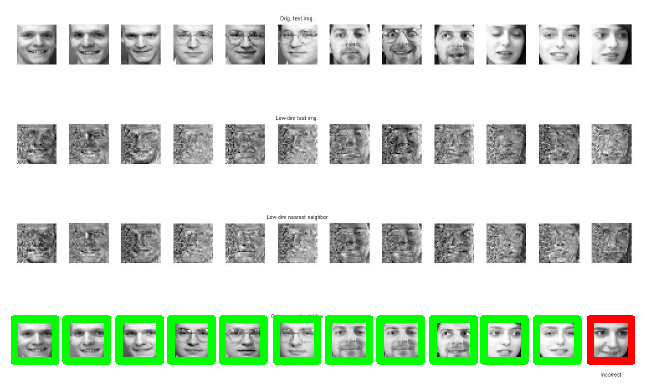 Orig. test img.
Low-dim test img.
Low-dim nearest neighbor
incorrect